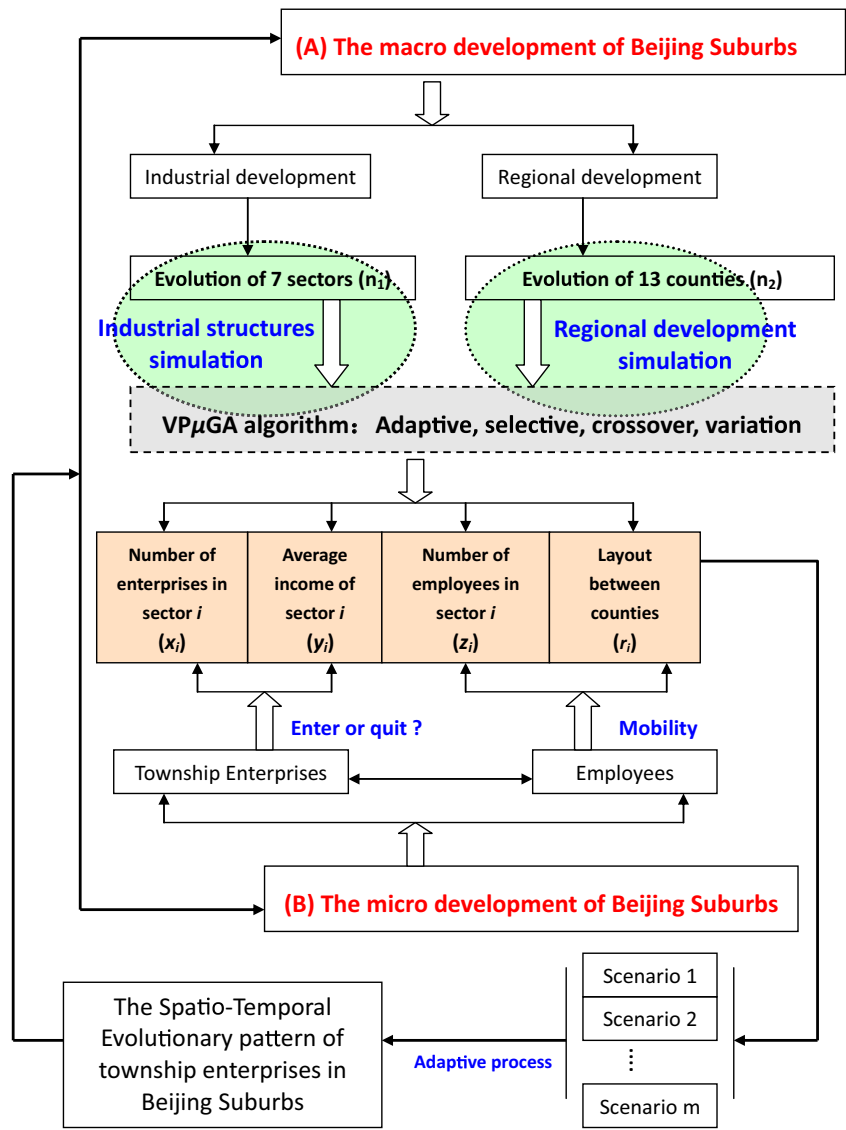 (A) The macro development of Beijing Suburbs
Industrial development
Regional development
Evolution of 7 sectors (n₁)
Evolution of 13 counties (n₂)
Industrial structures
simulation
Regional development
simulation
VPμGA algorithm： Adaptive, selective, crossover, variation
Number of
enterprises in
sector i
(xᵢ)
Average
income of
sector i
(yᵢ)
Number of
employees in
sector i
(zᵢ)
Layout
between
counties
(rᵢ)
Enter or quit ?
Mobility
Township Enterprises
Employees
(B) The micro development of Beijing Suburbs
The Spatio-Temporal
Evolutionary pattern of
township enterprises in
Beijing Suburbs
Adaptive process
Scenario 1
Scenario 2
⋮
Scenario m